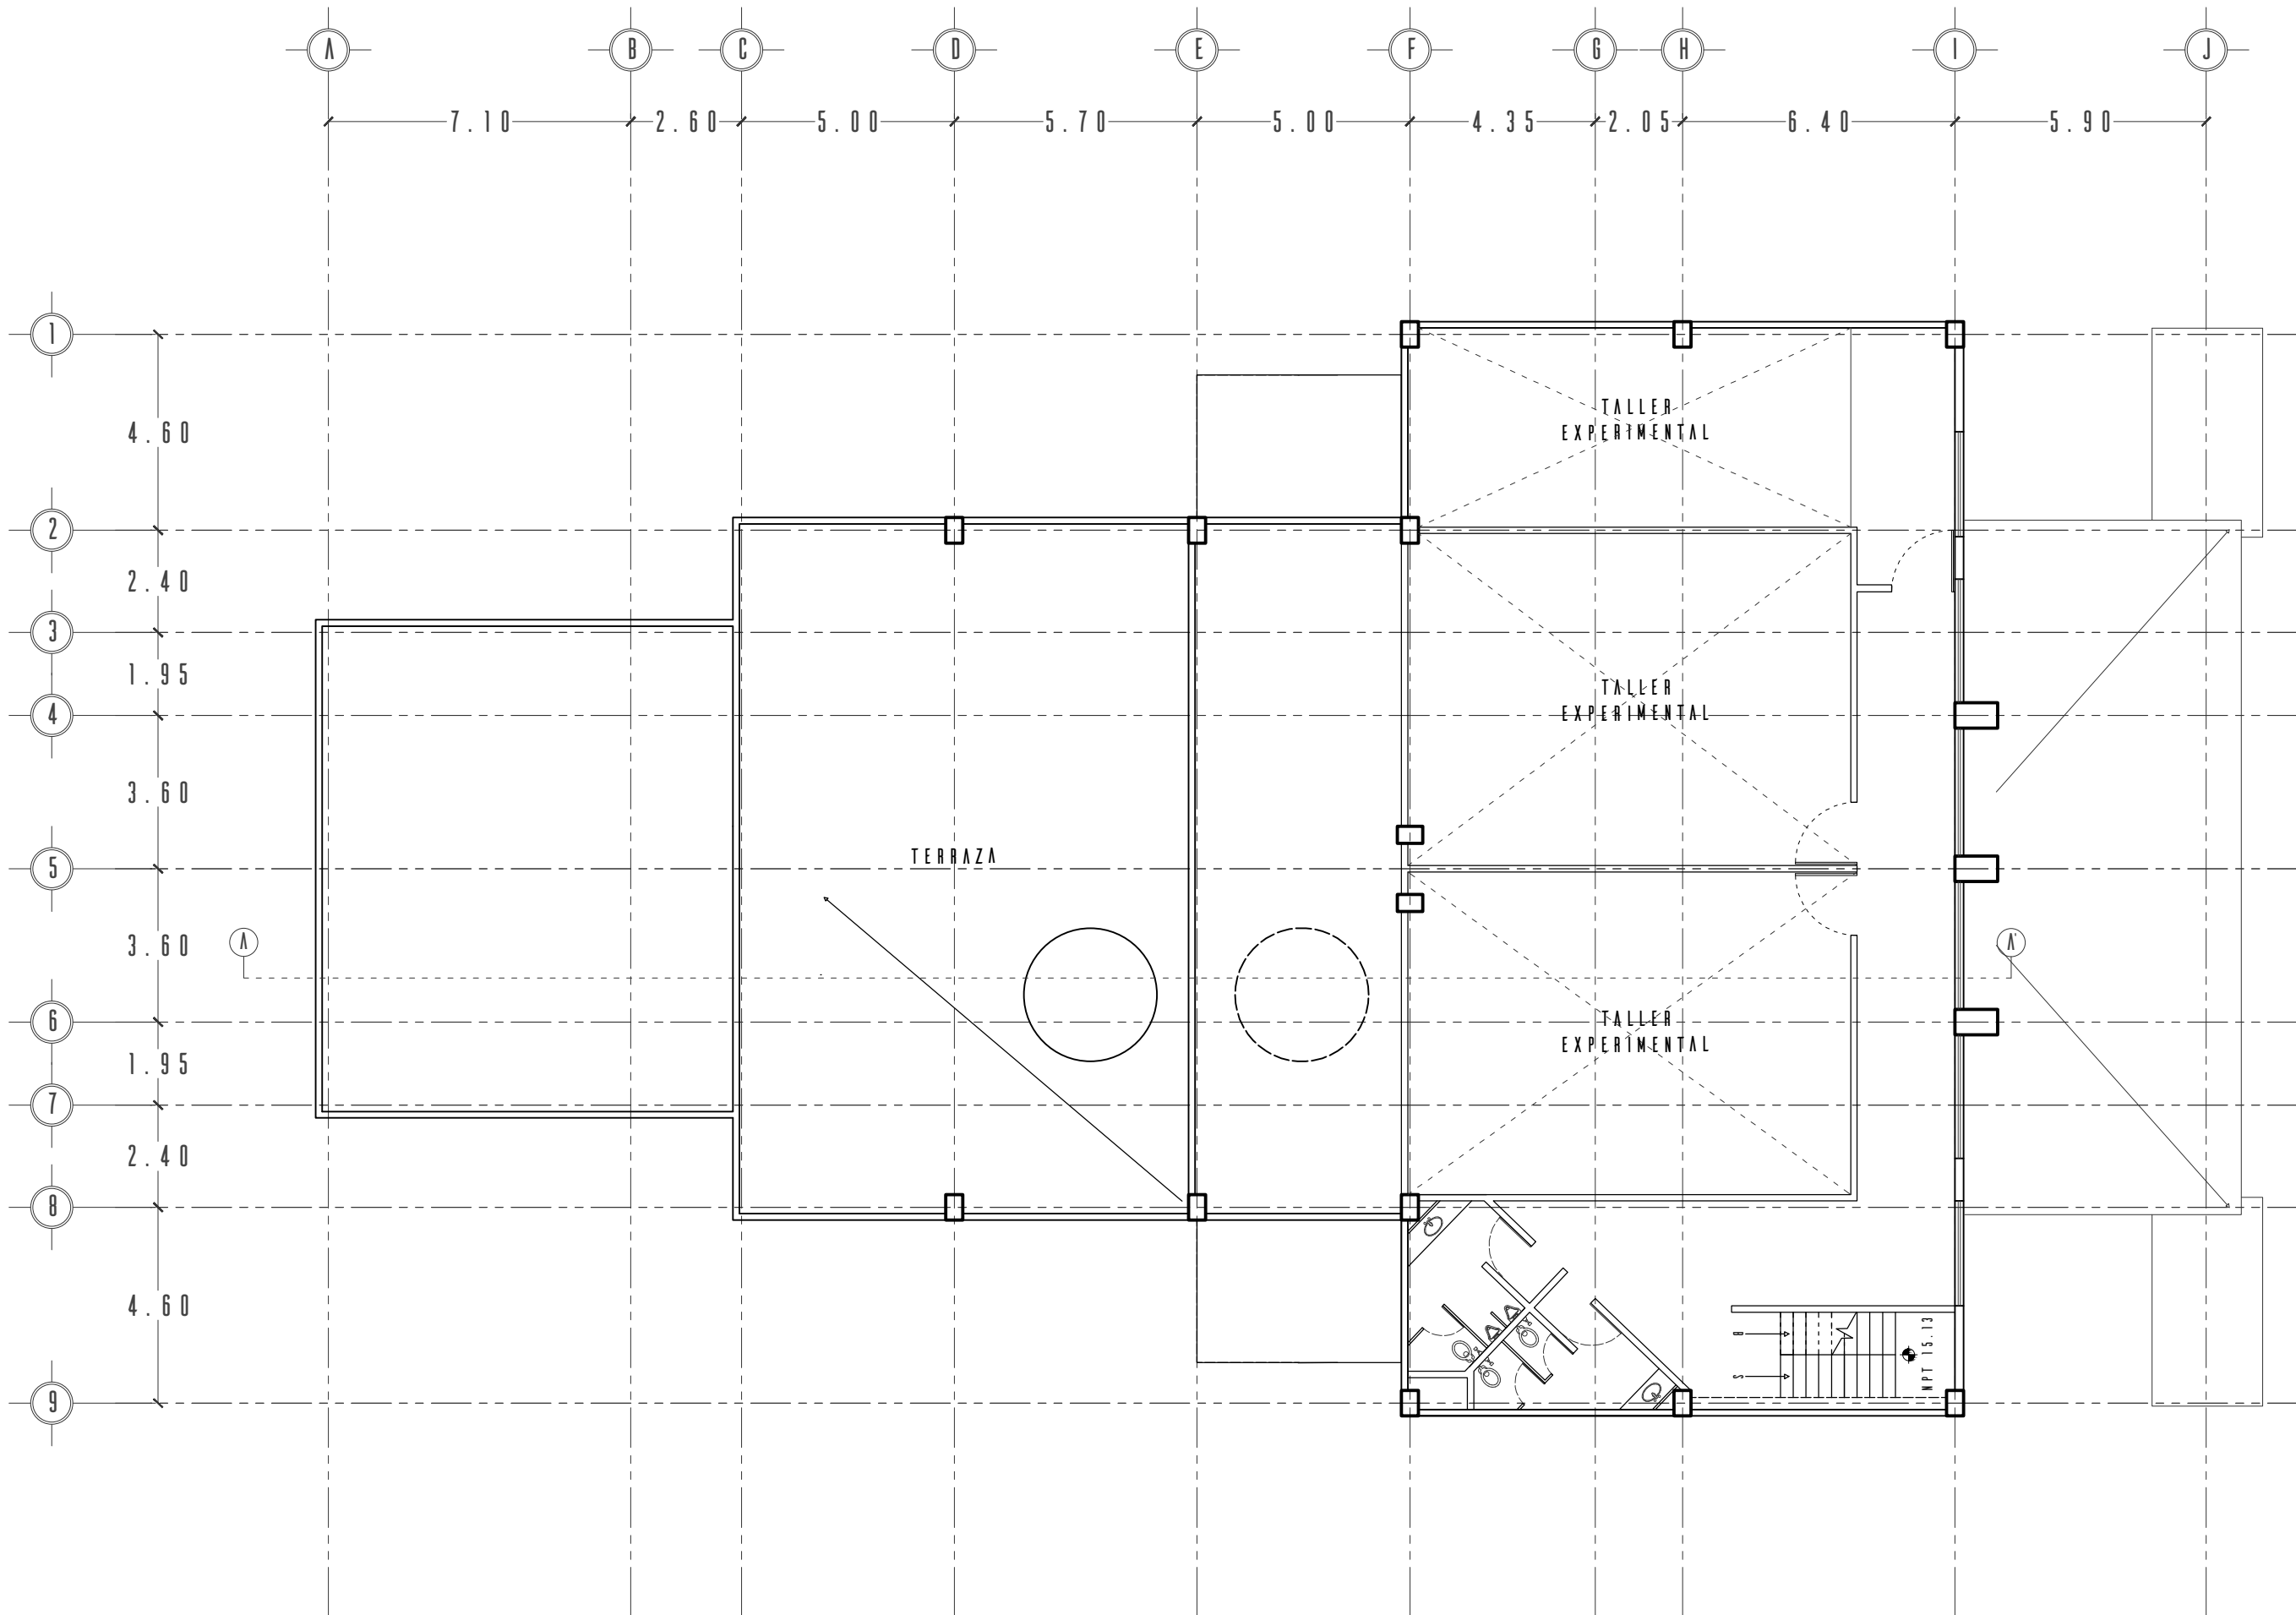 A B C D E F G H I J
7.10 2.60 5.00 5.70 5.00 4.35 2.05 6.40 5.90
1
4.60
2
2.40
3
1.95
4
3.60
5
3.60
6
1.95
7
2.40
8
4.60
9
TALLER
EXPERIMENTAL
TALLER
EXPERIMENTAL
TERRAZA
A
A'
TALLER
EXPERIMENTAL
B
S
NPT 15.13